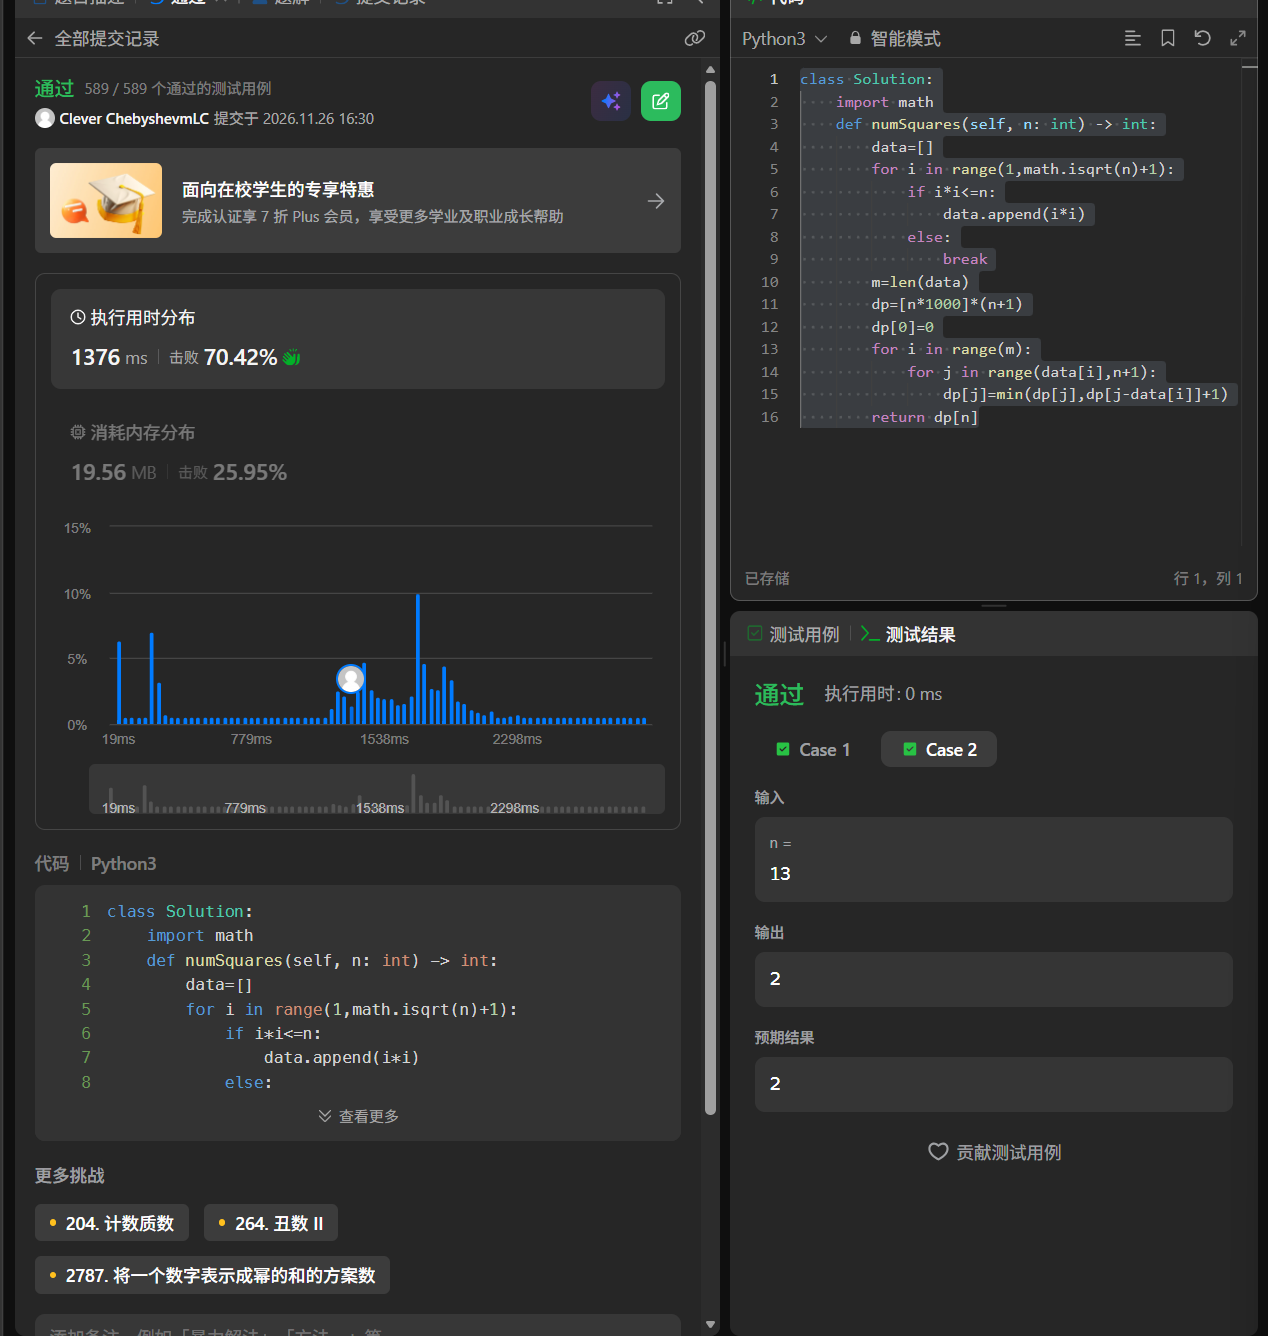 题目描述
通过
题解
提交记录
全部提交记录
通过 589 / 589 个通过的测试用例
Clever ChebyshevmLC 提交于 2026.11.26 16:30
面向在校学生的专享特惠
完成认证享 7 折 Plus 会员，享受更多学业及职业成长帮助
执行用时分布
1376 ms 击败 70.42%
消耗内存分布
19.56 MB 击败 25.95%
15%
10%
5%
0%
19ms 779ms 1538ms 2298ms
19ms 779ms 1538ms 2298ms
代码 Python3
1 class Solution:
2 import math
3 def numSquares(self, n: int) -> int:
4 data=[]
5 for i in range(1,math.isqrt(n)+1):
6 if i*i<=n:
7 data.append(i*i)
8 else:
查看更多
更多挑战
204. 计数质数
264. 丑数 II
2787. 将一个数字表示成幂的和的方案数
代码
Python3 智能模式
1 class Solution:
2 import math
3 def numSquares(self, n: int) -> int:
4 data=[]
5 for i in range(1,math.isqrt(n)+1):
6 if i*i<=n:
7 data.append(i*i)
8 else:
9 break
10 m=len(data)
11 dp=[n*1000]*(n+1)
12 dp[0]=0
13 for i in range(m):
14 for j in range(data[i],n+1):
15 dp[j]=min(dp[j],dp[j-data[i]]+1)
16 return dp[n]
已存储
行 1，列 1
测试用例 测试结果
通过 执行用时: 0 ms
Case 1 Case 2
输入
n =
13
输出
2
预期结果
2
贡献测试用例